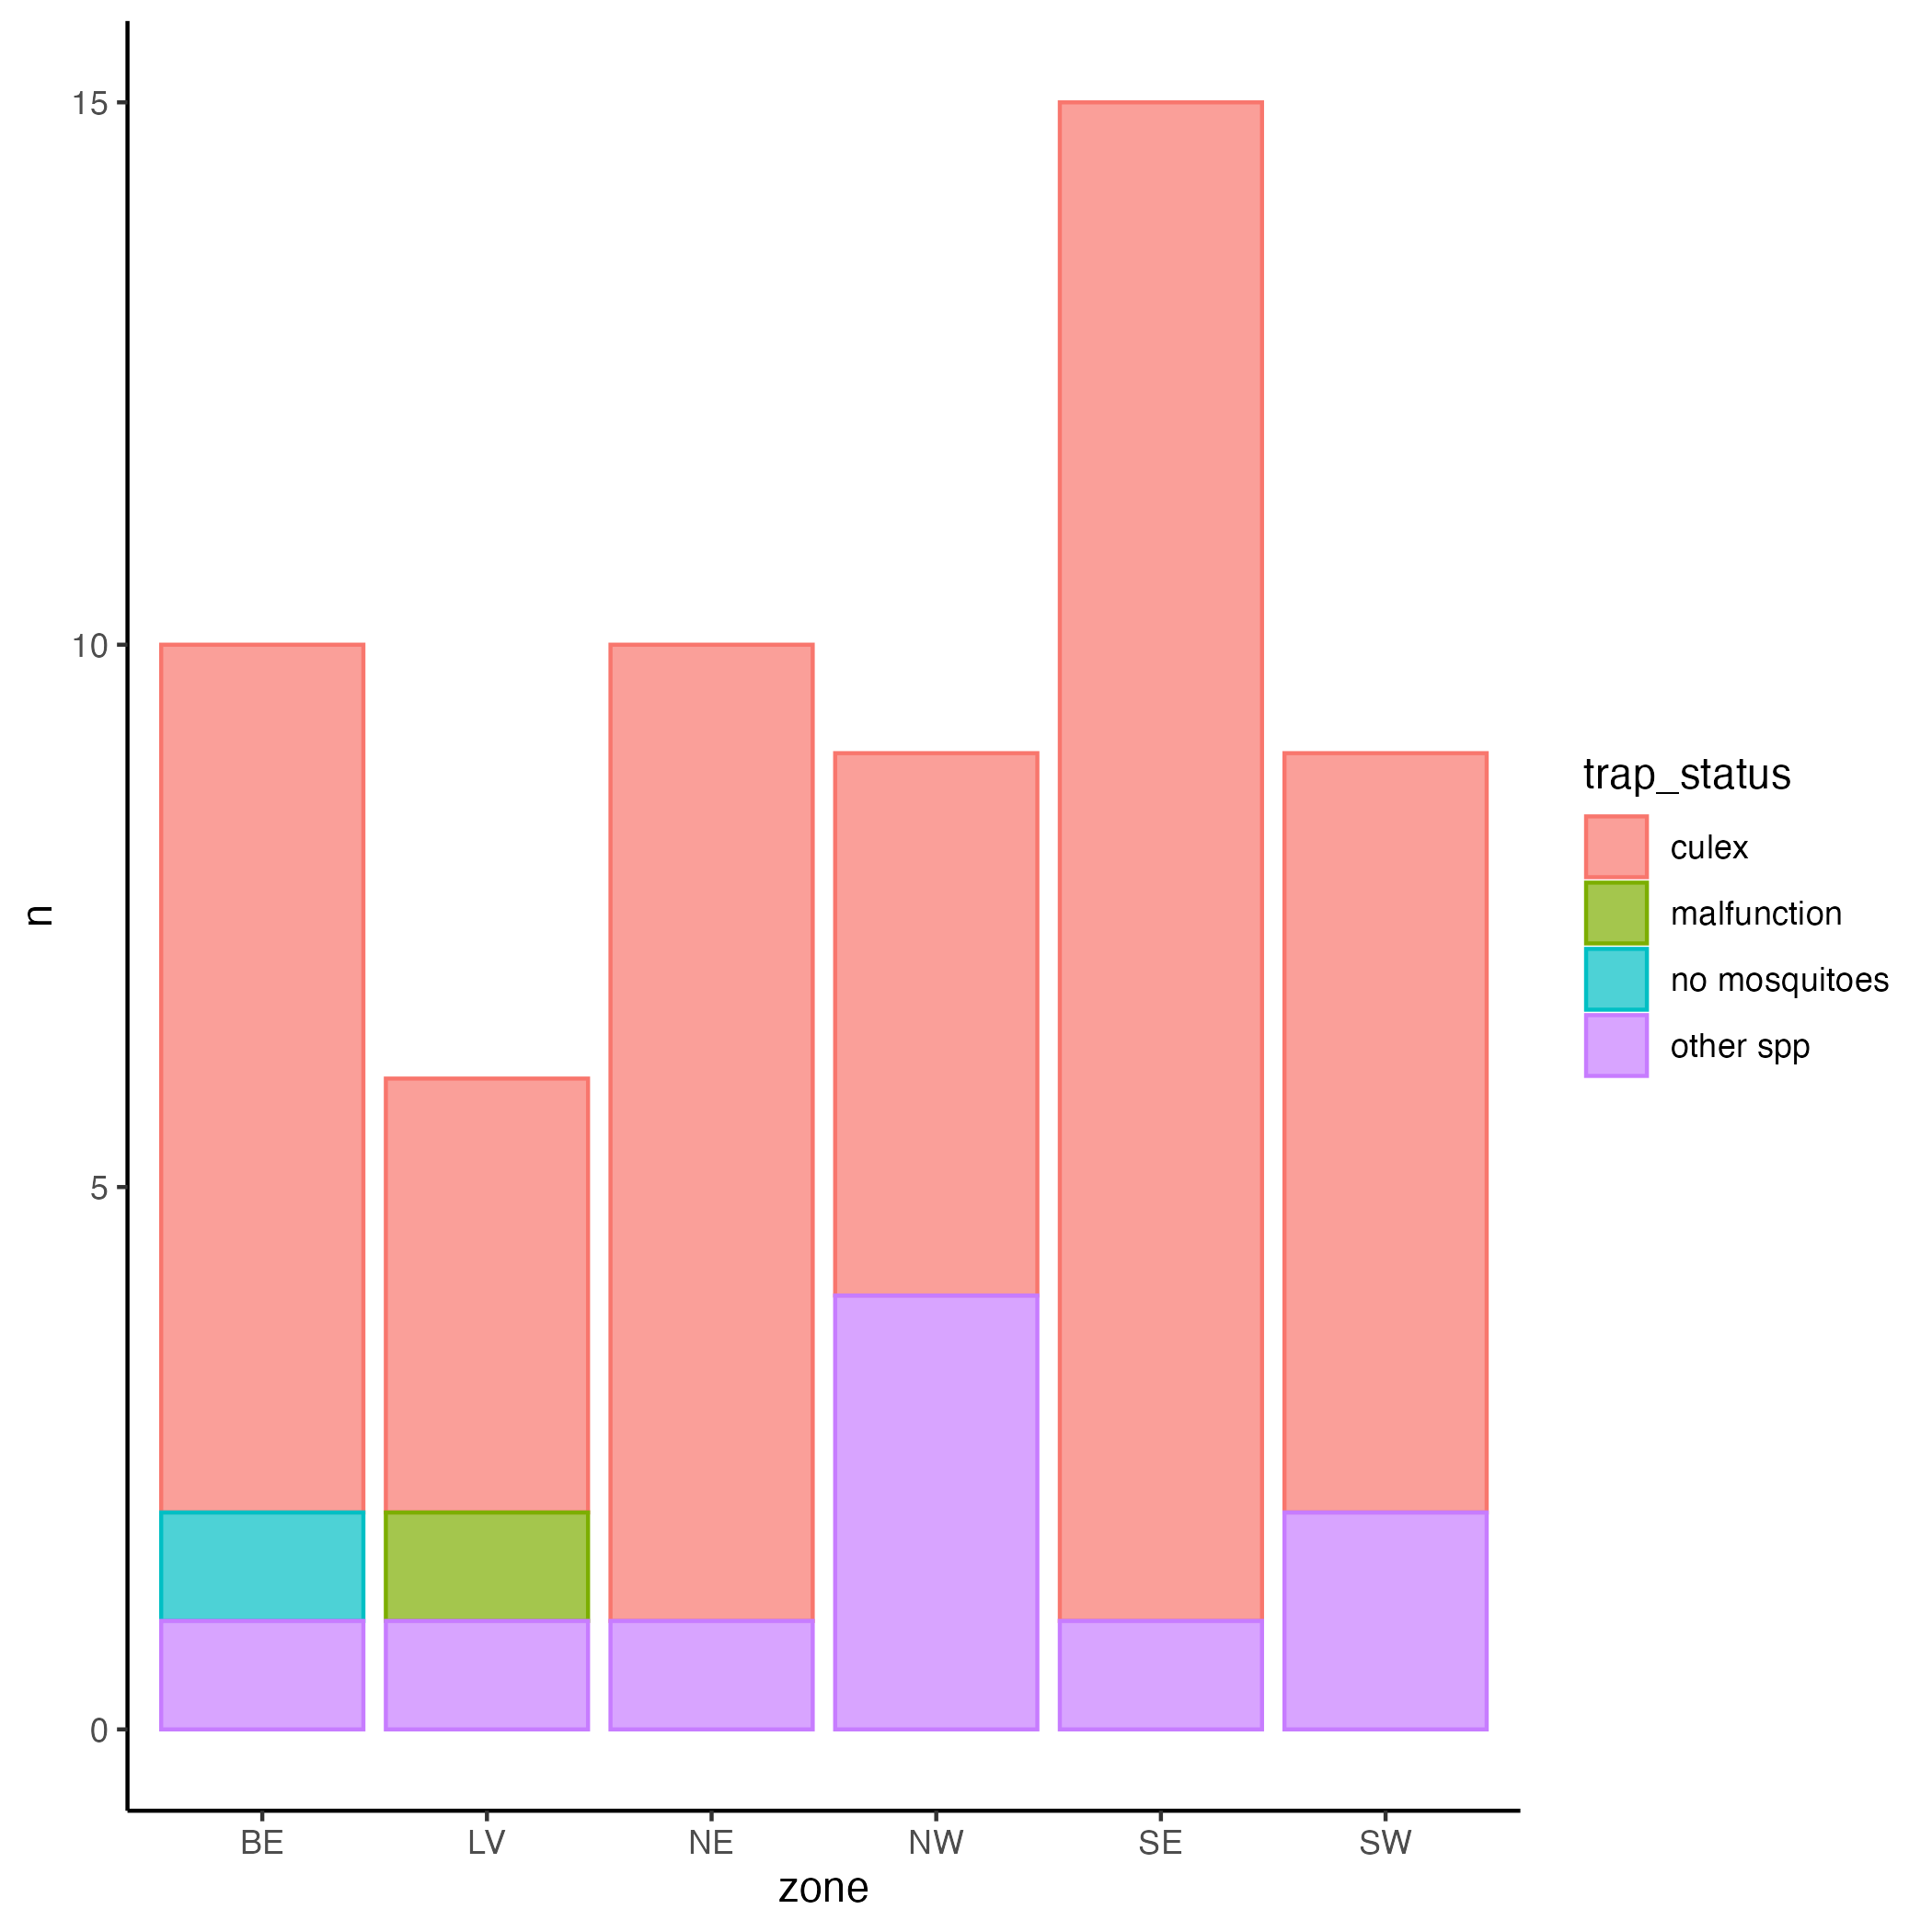 15
10
5
0
n
BE LV NE NW SE SW
zone
trap_status
culex
malfunction
no mosquitoes
other spp